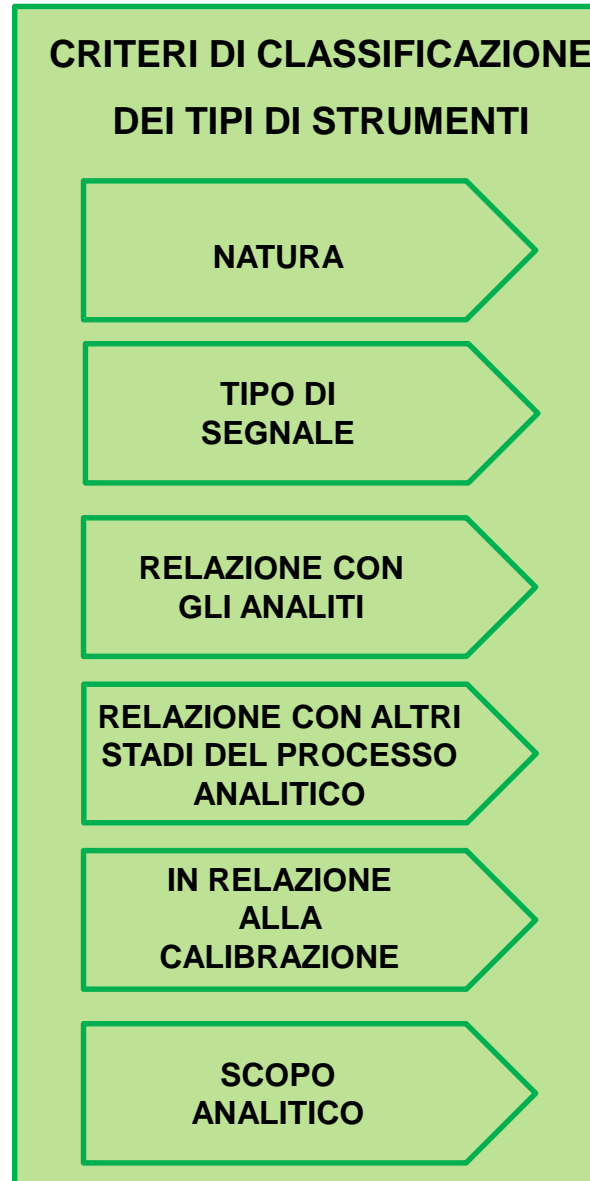 CRITERI DI CLASSIFICAZIONE
DEI TIPI DI STRUMENTI
NATURA
TIPO DI
SEGNALE
RELAZIONE CON
GLI ANALITI
RELAZIONE CON ALTRI
STADI DEL PROCESSO
ANALITICO
IN RELAZIONE
ALLA
CALIBRAZIONE
SCOPO
ANALITICO